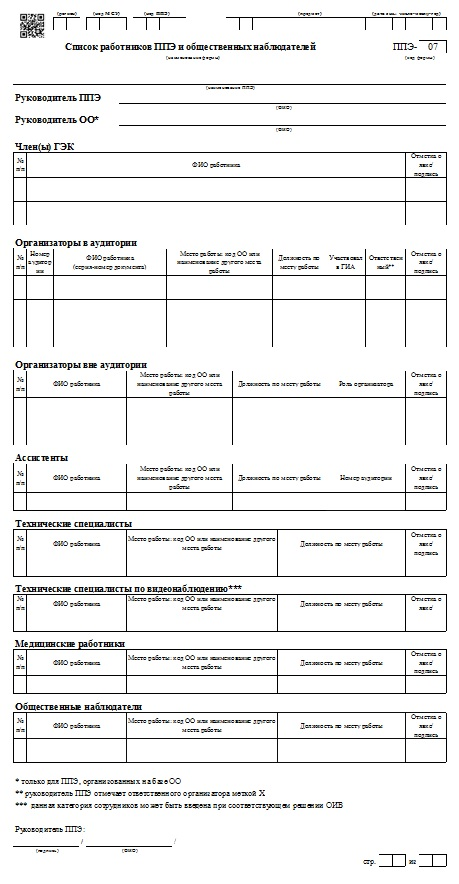 (регион) (код МСУ) (код ППЭ) (предмет) (дата экз.: число-месяц-год)
Список работников ППЭ и общественных наблюдателей ППЭ- 07
(наименование формы) (код формы)
(наименование ППЭ)
Руководитель ППЭ
(ФИО)
Руководитель ОО*
(ФИО)
Член(ы) ГЭК
№ п/п ФИО работника Отметка о явке/ подпись
Организаторы в аудитории
№ п/п Номер аудитории ФИО работника (серия-номер документа) Место работы: код ОО или наименование другого места работы Должность по месту работы Участвовал в ГИА Ответственный** Отметка о явке/ подпись
Организаторы вне аудитории
№ п/п ФИО работника Место работы: код ОО или наименование другого места работы Должность по месту работы Роль организатора Отметка о явке/ подпись
Ассистенты
№ п/п ФИО работника Место работы: код ОО или наименование другого места работы Должность по месту работы Номер аудитории Отметка о явке/ подпись
Технические специалисты
№ п/п ФИО работника Место работы: код ОО или наименование другого места работы Должность по месту работы Отметка о явке/ подпись
Технические специалисты по видеонаблюдению***
№ п/п ФИО работника Место работы: код ОО или наименование другого места работы Должность по месту работы Отметка о явке/
Медицинские работники
№ п/п ФИО работника Место работы: код ОО или наименование другого места работы Должность по месту работы Отметка о явке/
Общественные наблюдатели
№ п/п ФИО работника Место работы: код ОО или наименование другого места работы Должность по месту работы Отметка о явке/ подпись
* только для ППЭ, организованных на базе ОО
** руководитель ППЭ отмечает ответственного организатора меткой Х
*** данная категория сотрудников может быть введена при соответствующем решении ОИВ
Руководитель ППЭ:
/ /
(подпись) (ФИО)
стр. из